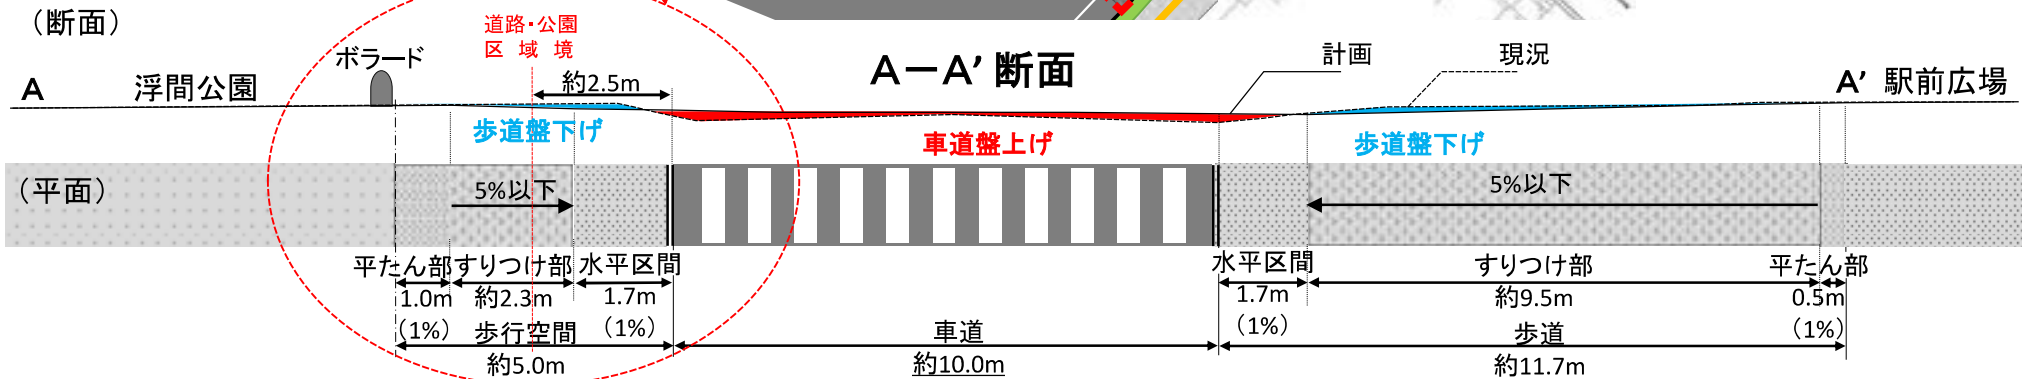 （断面）
道路・公園
区域境
ボラード
約2.5m
A－A’断面
計画
現況
A
浮間公園
A’ 駅前広場
歩道盤下げ
車道盤上げ
歩道盤下げ
（平面）
5%以下
5%以下
平たん部
すりつけ部
水平区間
水平区間
すりつけ部
平たん部
1.0m
約2.3m
1.7m
1.7m
約9.5m
0.5m
（1%）
歩行空間
（1%）
車道
（1%）
歩道
（1%）
約5.0m
約10.0m
約11.7m